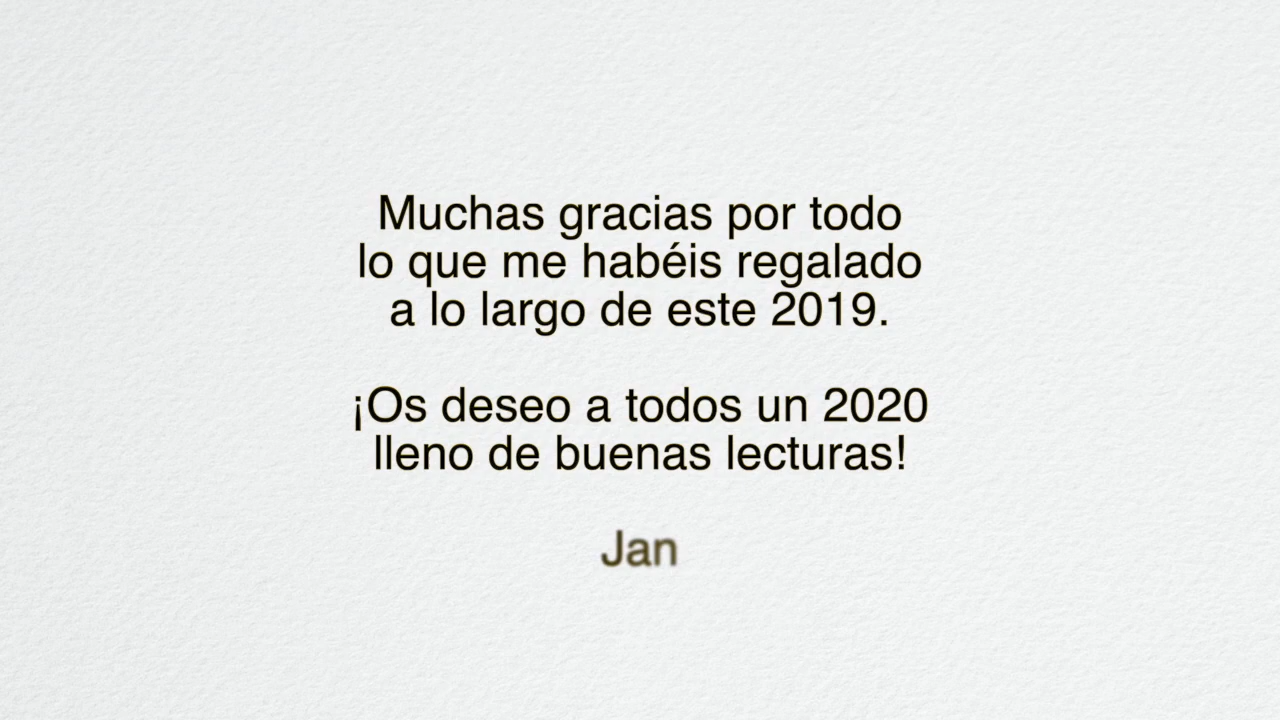 Muchas gracias por todo
lo que me habéis regalado
a lo largo de este 2019.
¡Os deseo a todos un 2020
lleno de buenas lecturas!
Jan